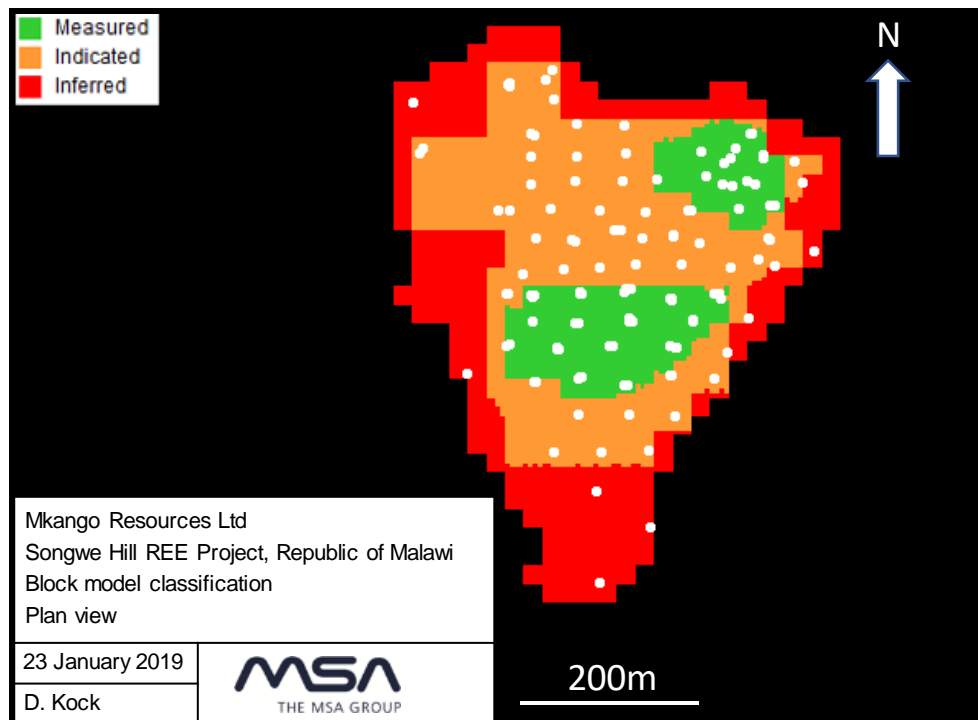 Measured
Indicated
Inferred
N
Mkango Resources Ltd
Songwe Hill REE Project, Republic of Malawi
Block model classification
Plan view
23 January 2019
D. Kock
MSA
THE MSA GROUP
200m